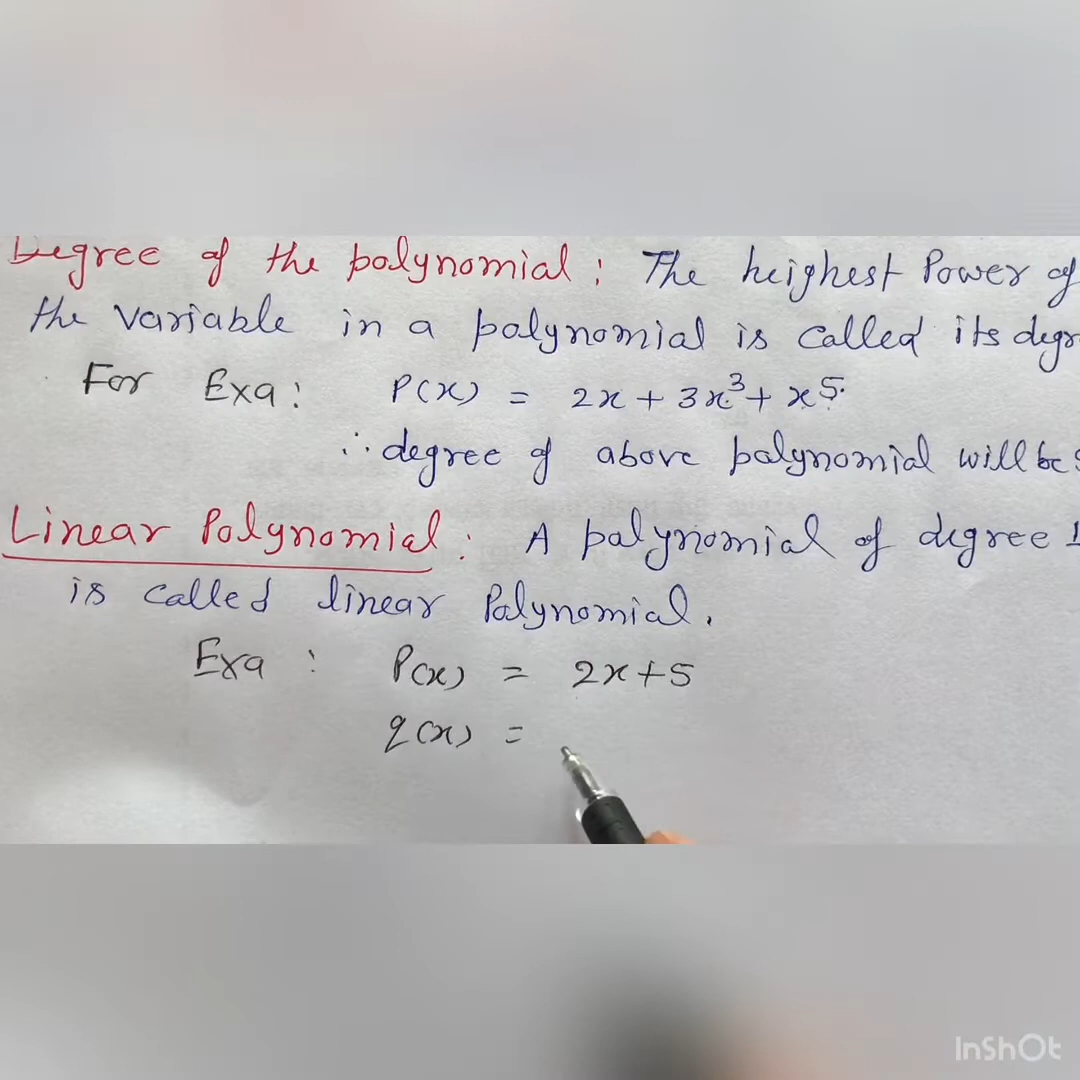 Degree of the polynomial : The heighest Power of
the variable in a polynomial is called its degr
For Exa : P(x) = 2x + 3x³ + x⁵
∴ degree of above polynomial will be 5
Linear Polynomial : A polynomial of degree 1
is called linear Polynomial.
Exa : P(x) = 2x+5
q(x) =
InShOt